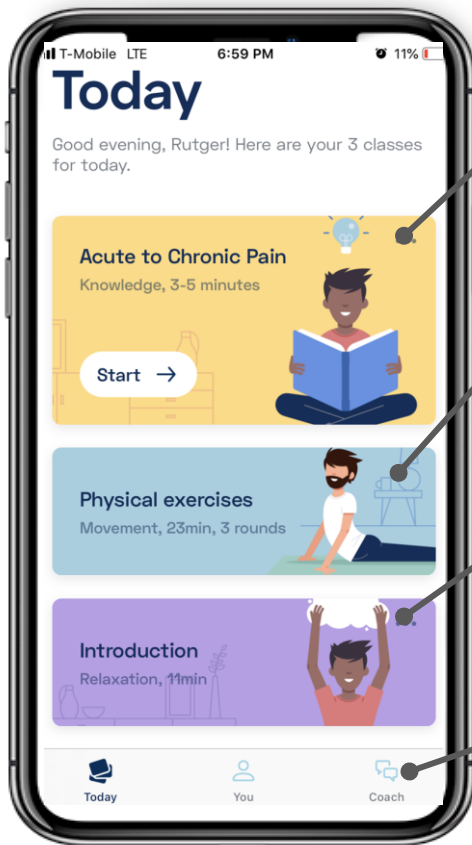 T-Mobile LTE 6:59 PM 11%
Today
Good evening, Rutger! Here are your 3 classes
for today.
Acute to Chronic Pain
Knowledge, 3-5 minutes
Start →
Physical exercises
Movement, 23min, 3 rounds
Introduction
Relaxation, 11min
Today You Coach